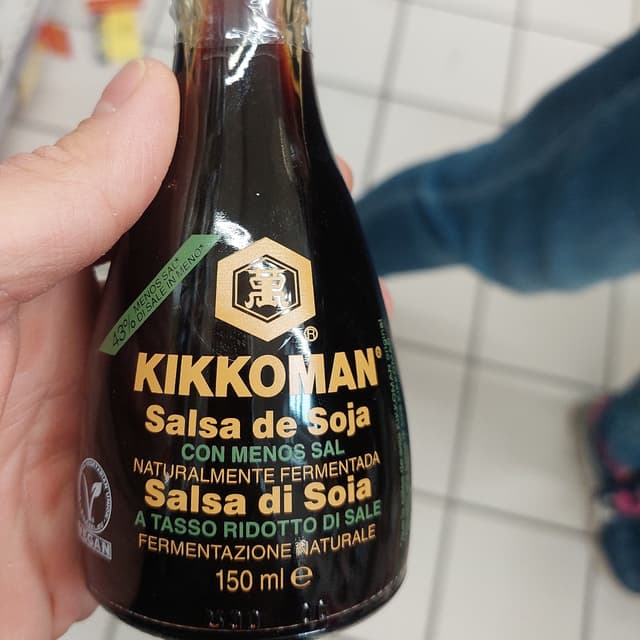 43% MENOS SAL*
DI SALE IN MENO*
萬
®
KIKKOMAN®
Salsa de Soja
CON MENOS SAL
NATURALMENTE FERMENTADA
Salsa di Soia
A TASSO RIDOTTO DI SALE
FERMENTAZIONE NATURALE
150 ml ℮
VEGAN